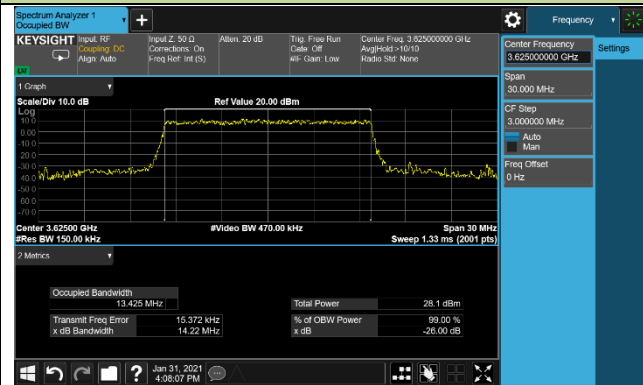 Spectrum Analyzer 1
Occupied BW
+
Frequency
KEYSIGHT
Input: RF
Coupling: DC
Align: Auto
Input Z: 50 Ω
Corrections: On
Freq Ref: Int (S)
Atten: 20 dB
Trig: Free Run
Gate: Off
#IF Gain: Low
Center Freq: 3.625000000 GHz
Avg|Hold:>10/10
Radio Std: None
Center Frequency
3.625000000 GHz
Settings
Span
30.000 MHz
CF Step
3.000000 MHz
Auto
Man
Freq Offset
0 Hz
1 Graph
Scale/Div 10.0 dB
Ref Value 20.00 dBm
Log
10.0
0.00
-10.0
-20.0
-30.0
-40.0
-50.0
-60.0
-70.0
Center 3.62500 GHz
#Video BW 470.00 kHz
Span 30 MHz
#Res BW 150.00 kHz
Sweep 1.33 ms (2001 pts)
2 Metrics
Occupied Bandwidth
13.425 MHz
Total Power 28.1 dBm
Transmit Freq Error 15.372 kHz
% of OBW Power 99.00 %
x dB Bandwidth 14.22 MHz
x dB -26.00 dB
?
Jan 31, 2021
4:08:07 PM